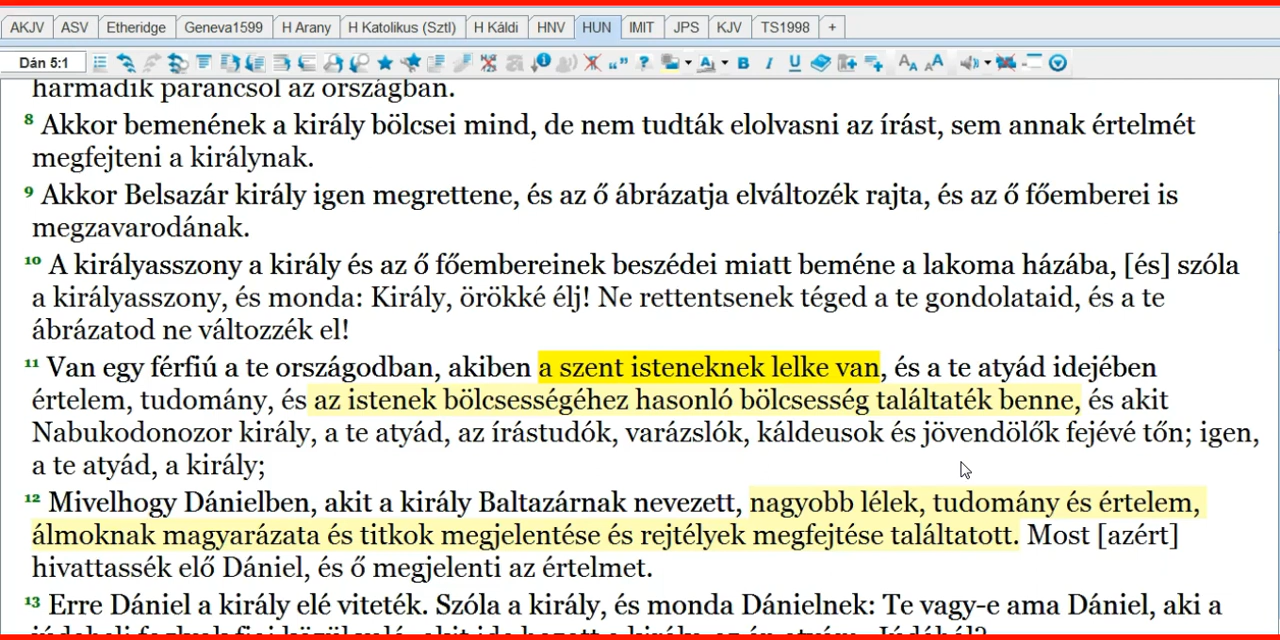 AKJV ASV Etheridge Geneva1599 H Arany H Katolikus (Sztl) H Káldi HNV HUN IMIT JPS KJV TS1998 +
Dán 5:1
harmadik parancsol az országban.
8 Akkor bemenének a király bölcsei mind, de nem tudták elolvasni az írást, sem annak értelmét
megfejteni a királynak.
9 Akkor Belsazár király igen megrettene, és az ő ábrázatja elváltozék rajta, és az ő főemberei is
megzavarodának.
10 A királyasszony a király és az ő főembereinek beszédei miatt beméne a lakoma házába, [és] szóla
a királyasszony, és monda: Király, örökké élj! Ne rettentsenek téged a te gondolataid, és a te
ábrázatod ne változzék el!
11 Van egy férfiú a te országodban, akiben a szent isteneknek lelke van, és a te atyád idejében
értelem, tudomány, és az istenek bölcsességéhez hasonló bölcsesség találtaték benne, és akit
Nabukodonozor király, a te atyád, az írástudók, varázslók, káldeusok és jövendölők fejévé tőn; igen,
a te atyád, a király;
12 Mivelhogy Dánielben, akit a király Baltazárnak nevezett, nagyobb lélek, tudomány és értelem,
álmoknak magyarázata és titkok megjelentése és rejtélyek megfejtése találtatott. Most [azért]
hivattassék elő Dániel, és ő megjelenti az értelmet.
13 Erre Dániel a király elé viteték. Szóla a király, és monda Dánielnek: Te vagy-e ama Dániel, aki a